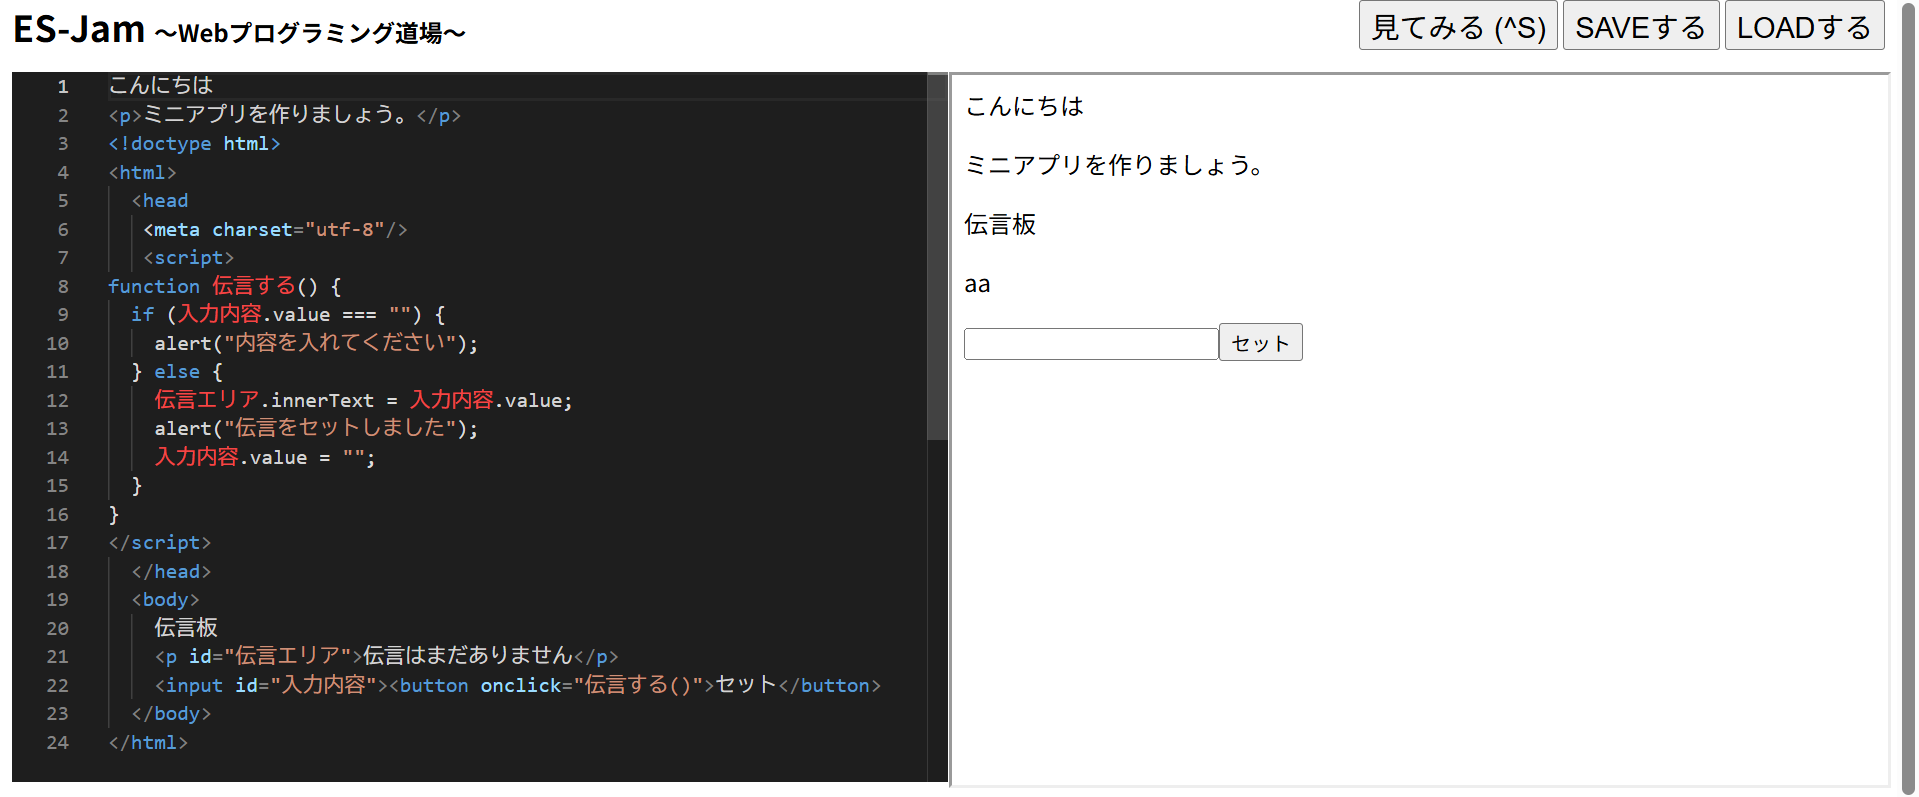 ES-Jam ～Webプログラミング道場～
見てみる (^S) SAVEする LOADする
1 こんにちは
2 <p>ミニアプリを作りましょう。</p>
3 <!doctype html>
4 <html>
5 <head
6 <meta charset="utf-8"/>
7 <script>
8 function 伝言する() {
9 if (入力内容.value === "") {
10 alert("内容を入れてください");
11 } else {
12 伝言エリア.innerText = 入力内容.value;
13 alert("伝言をセットしました");
14 入力内容.value = "";
15 }
16 }
17 </script>
18 </head>
19 <body>
20 伝言板
21 <p id="伝言エリア">伝言はまだありません</p>
22 <input id="入力内容"><button onclick="伝言する()">セット</button>
23 </body>
24 </html>
こんにちは
ミニアプリを作りましょう。
伝言板
aa
セット